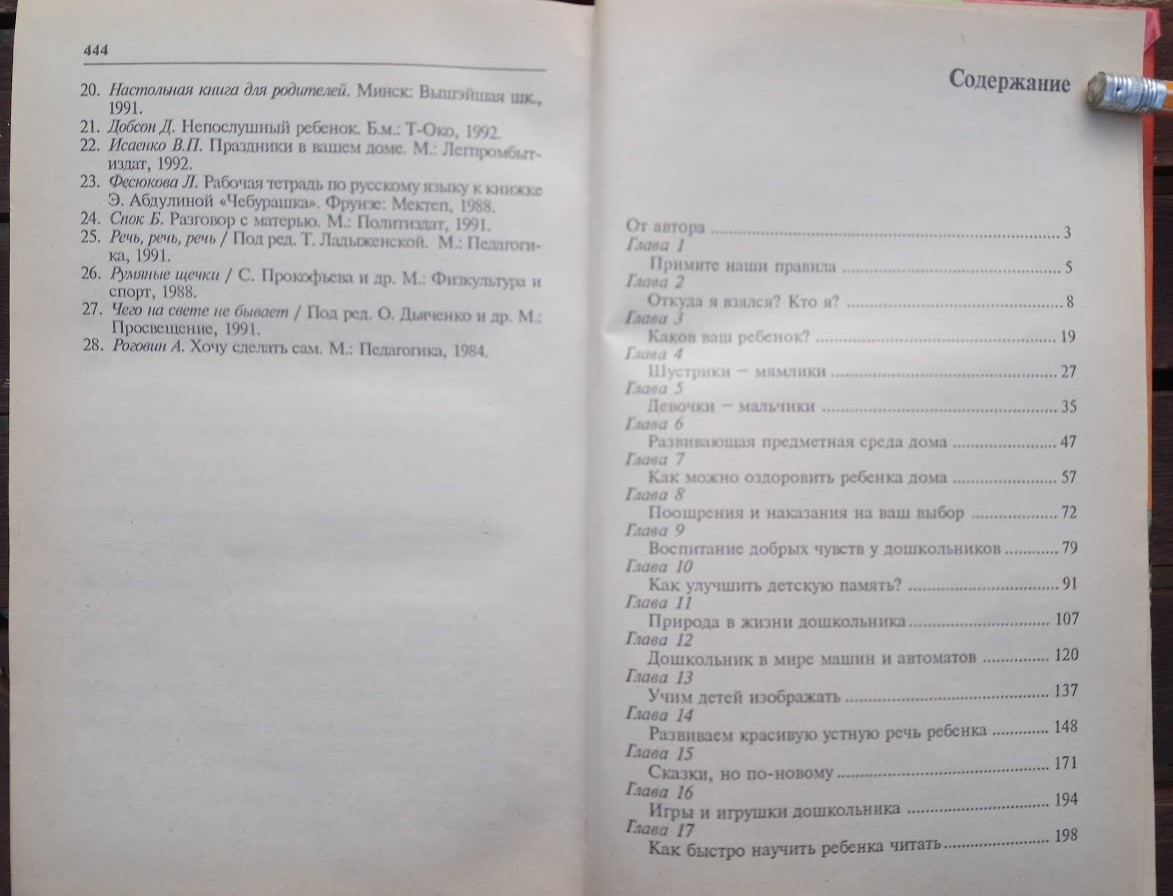 444
20. Настольная книга для родителей. Минск: Вышэйшая шк.,
1991.
21. Добсон Д. Непослушный ребенок. Б.м.: Т-Око, 1992.
22. Исаенко В.П. Праздники в вашем доме. М.: Легпромбыт-
издат, 1992.
23. Фесюкова Л. Рабочая тетрадь по русскому языку к книжке
Э. Абдулиной «Чебурашка». Фрунзе: Мектеп, 1988.
24. Спок Б. Разговор с матерью. М.: Политиздат, 1991.
25. Речь, речь, речь / Под ред. Т. Ладыженской. М.: Педагоги-
ка, 1991.
26. Румяные щечки / С. Прокофьева и др. М.: Физкультура и
спорт, 1988.
27. Чего на свете не бывает / Под ред. О. Дьяченко и др. М.:
Просвещение, 1991.
28. Роговин А. Хочу сделать сам. М.: Педагогика, 1984.
Содержание
От автора ........ 3
Глава 1
Примите наши правила ........ 5
Глава 2
Откуда я взялся? Кто я? ........ 8
Глава 3
Каков ваш ребенок? ........ 19
Глава 4
Шустрики — мямлики ........ 27
Глава 5
Девочки — мальчики ........ 35
Глава 6
Развивающая предметная среда дома ........ 47
Глава 7
Как можно оздоровить ребенка дома ........ 57
Глава 8
Поощрения и наказания на ваш выбор ........ 72
Глава 9
Воспитание добрых чувств у дошкольников ........ 79
Глава 10
Как улучшить детскую память? ........ 91
Глава 11
Природа в жизни дошкольника ........ 107
Глава 12
Дошкольник в мире машин и автоматов ........ 120
Глава 13
Учим детей изображать ........ 137
Глава 14
Развиваем красивую устную речь ребенка ........ 148
Глава 15
Сказки, но по-новому ........ 171
Глава 16
Игры и игрушки дошкольника ........ 194
Глава 17
Как быстро научить ребенка читать ........ 198